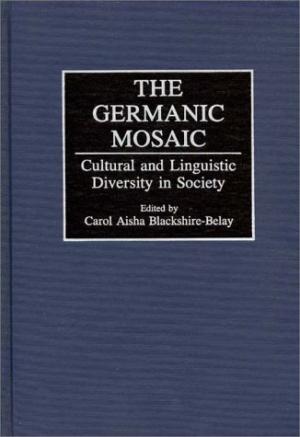 THE
GERMANIC
MOSAIC
Cultural and Linguistic
Diversity in Society
Edited by
Carol Aisha Blackshire-Belay